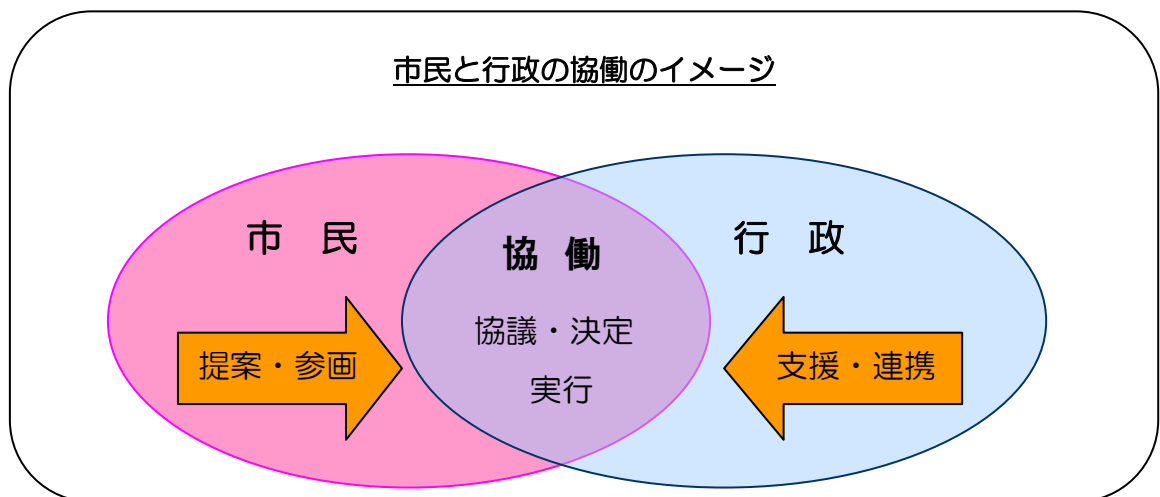 市民と行政の協働のイメージ
市　民
協　働
行　政
協議・決定
実行
提案・参画
支援・連携